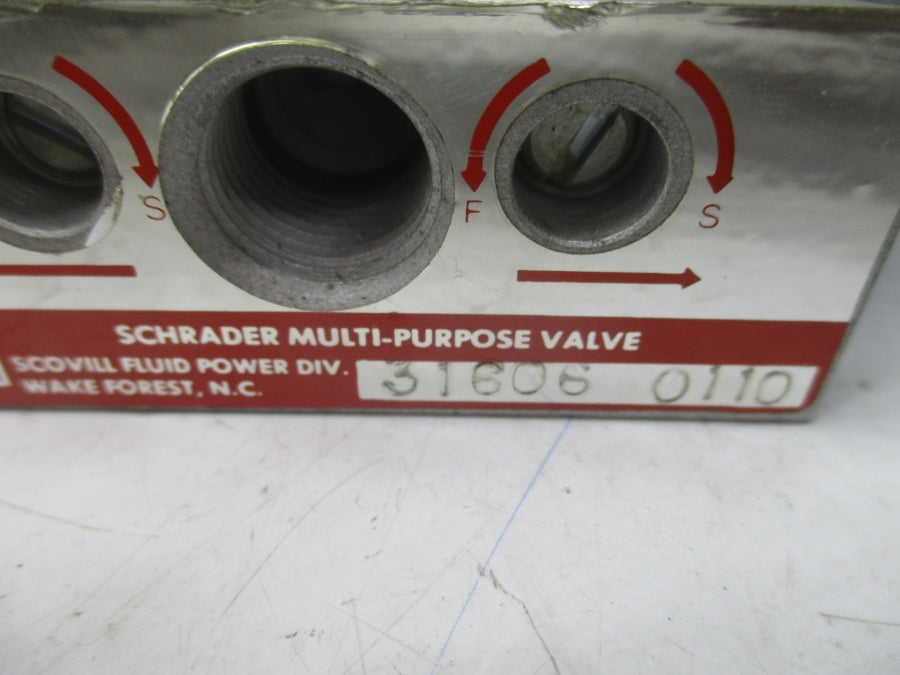 S F S
SCHRADER MULTI-PURPOSE VALVE
SCOVILL FLUID POWER DIV.
WAKE FOREST, N.C.
31606 0110